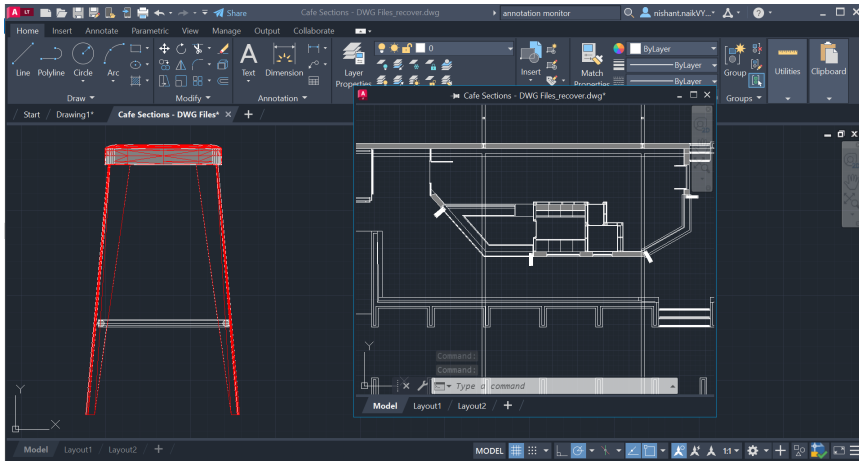 A LT Share Cafe Sections - DWG Files_recover.dwg annotation monitor nishant.naikVY...
Home Insert Annotate Parametric View Manage Output Collaborate
0
ByLayer
ByLayer
ByLayer
Line Polyline Circle Arc
Text Dimension
Layer
Properties
Insert
Match
Properties
Group
Utilities
Clipboard
Draw
Modify
Annotation
Groups
Start Drawing1* Cafe Sections - DWG Files*
Cafe Sections - DWG Files_recover.dwg*
Y
X
Y
Command:
Command:
Type a command
Model Layout1 Layout2
Model Layout1 Layout2
MODEL 1:1